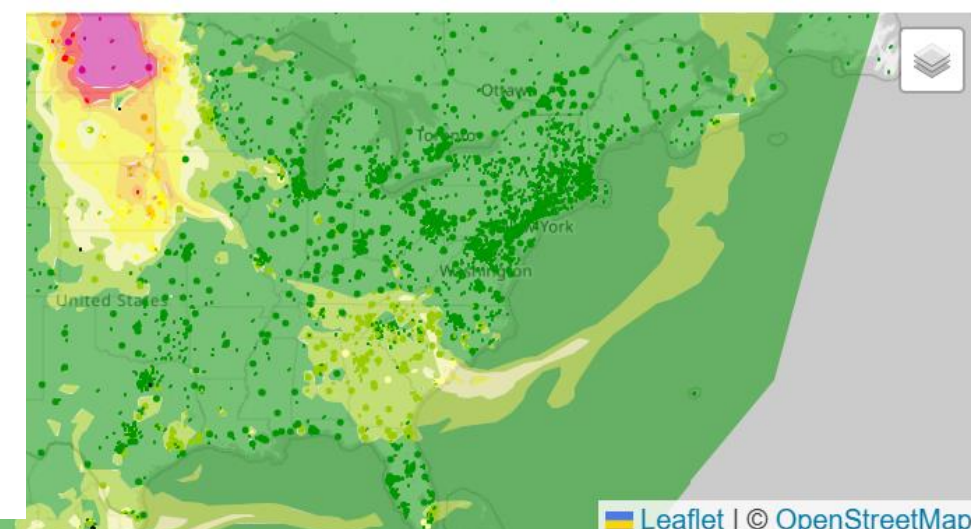 Ottawa
Toronto
New York
Washington
United States
Leaflet | © OpenStreetMap